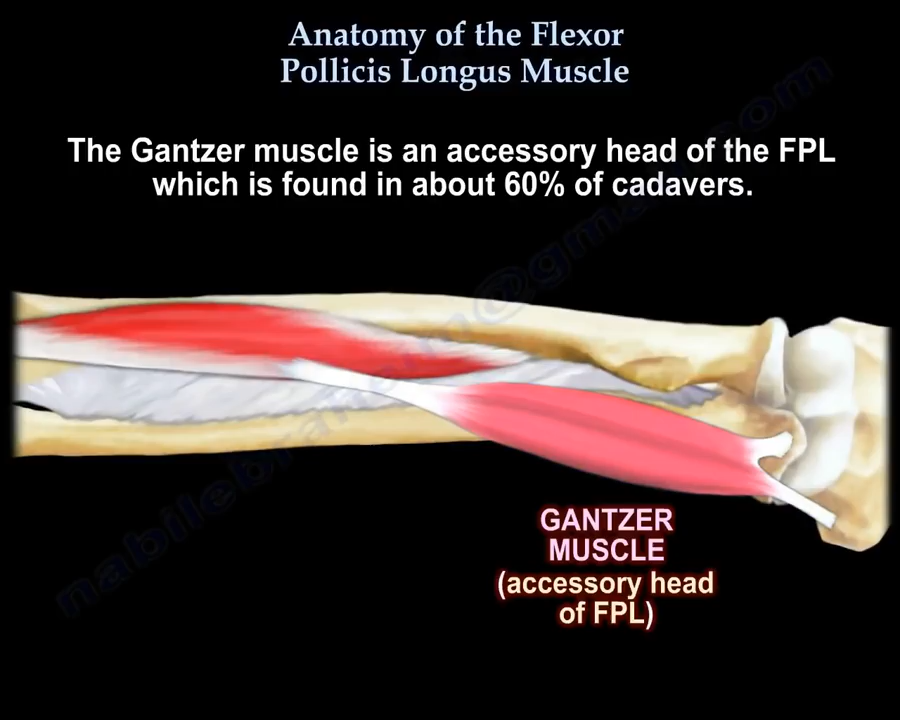 Anatomy of the Flexor
Pollicis Longus Muscle
The Gantzer muscle is an accessory head of the FPL
which is found in about 60% of cadavers.
GANTZER
MUSCLE
(accessory head
of FPL)